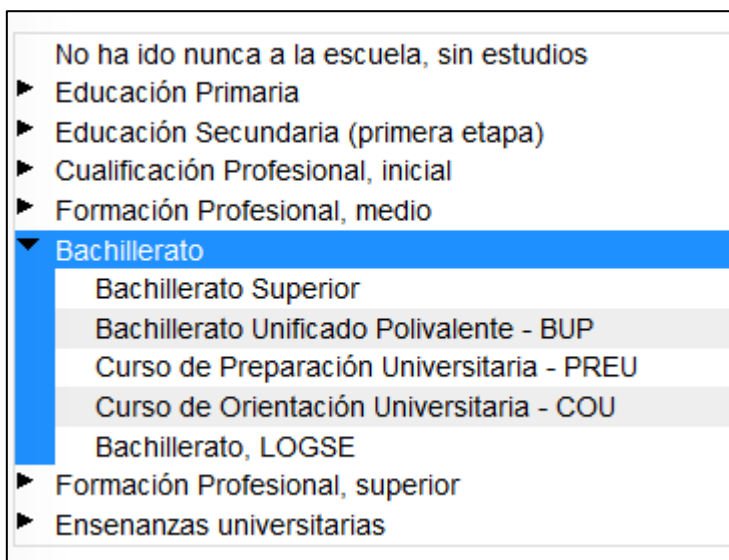 No ha ido nunca a la escuela, sin estudios
Educación Primaria
Educación Secundaria (primera etapa)
Cualificación Profesional, inicial
Formación Profesional, medio
Bachillerato
Bachillerato Superior
Bachillerato Unificado Polivalente - BUP
Curso de Preparación Universitaria - PREU
Curso de Orientación Universitaria - COU
Bachillerato, LOGSE
Formación Profesional, superior
Ensenanzas universitarias